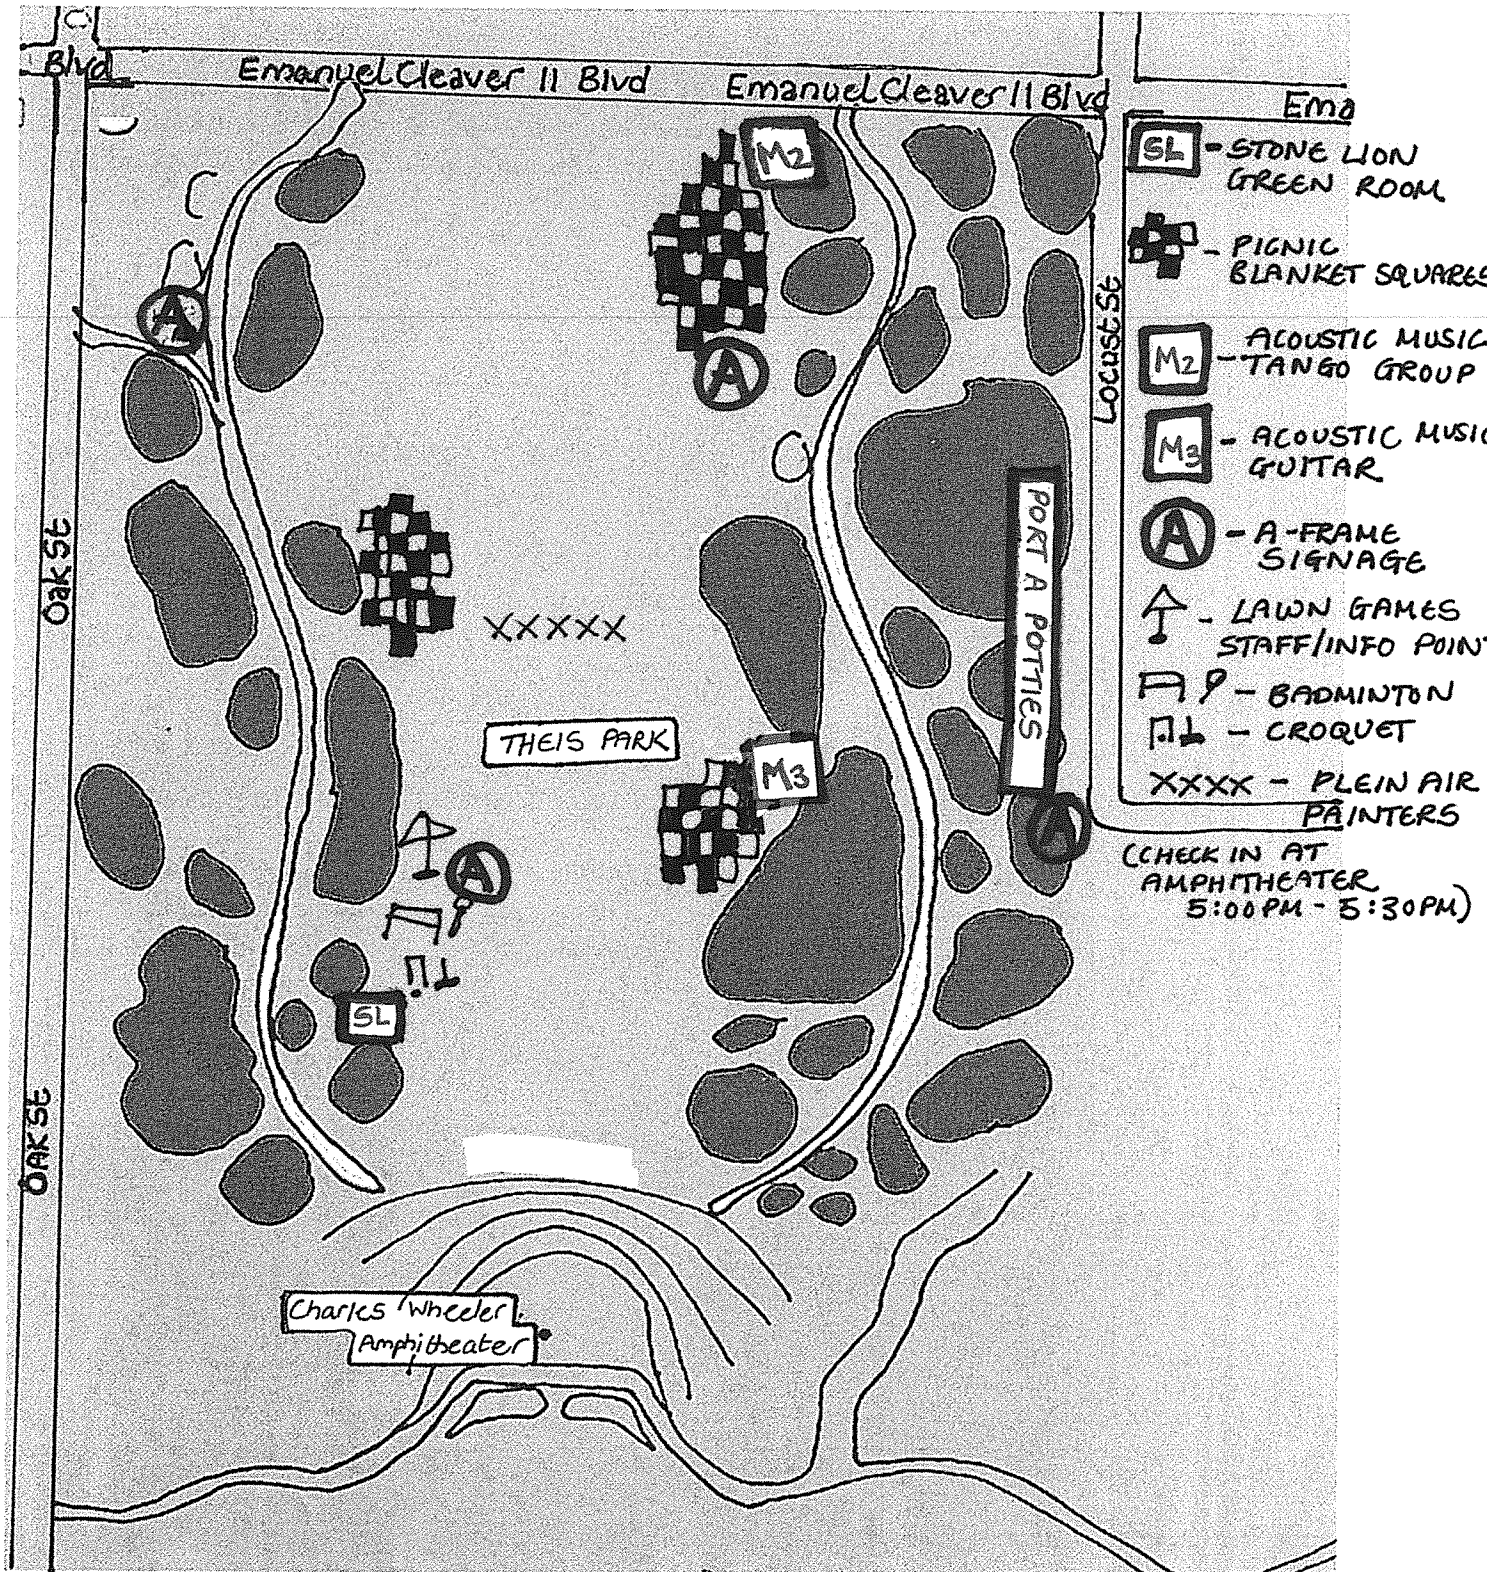 Blvd
Emanuel Cleaver II Blvd
Emanuel Cleaver II Blvd
Ema
M2
A
A
Oak St
Locust St
PORT A POTTIES
XXXXX
THEIS PARK
M3
A
A
SL
Oak St
Charles Wheeler
Amphitheater
SL - STONE LION
GREEN ROOM
- PIGNIC
BLANKET SQUARES
M2 - ACOUSTIC MUSIC
TANGO GROUP
M3 - ACOUSTIC MUSIC
GUITAR
A - A-FRAME
SIGNAGE
- LAWN GAMES
STAFF/INFO POINT
- BADMINTON
- CROQUET
XXXX - PLEIN AIR
PAINTERS
(CHECK IN AT
AMPHITHEATER
5:00PM - 5:30PM)